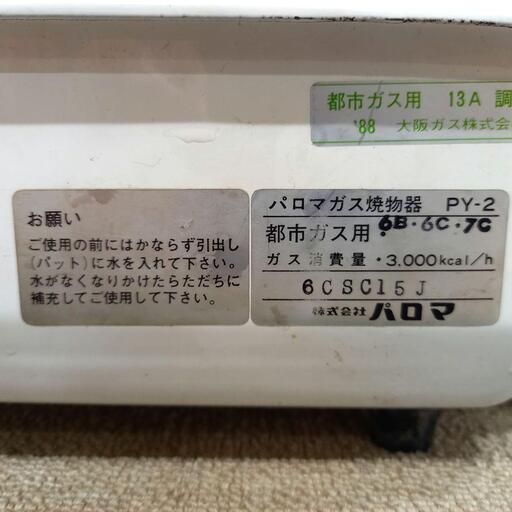 都市ガス用 13A 調
'88 大阪ガス株式会
お願い
ご使用の前にはかならず引出し
(バット)に水を入れて下さい。
水がなくなりかけたらただちに
補充してご使用して下さい。
パロマガス焼物器 PY-2
都市ガス用 6B・6C・7C
ガス消費量・3,000kcal/h
6CSC15J
株式会社 パロマ